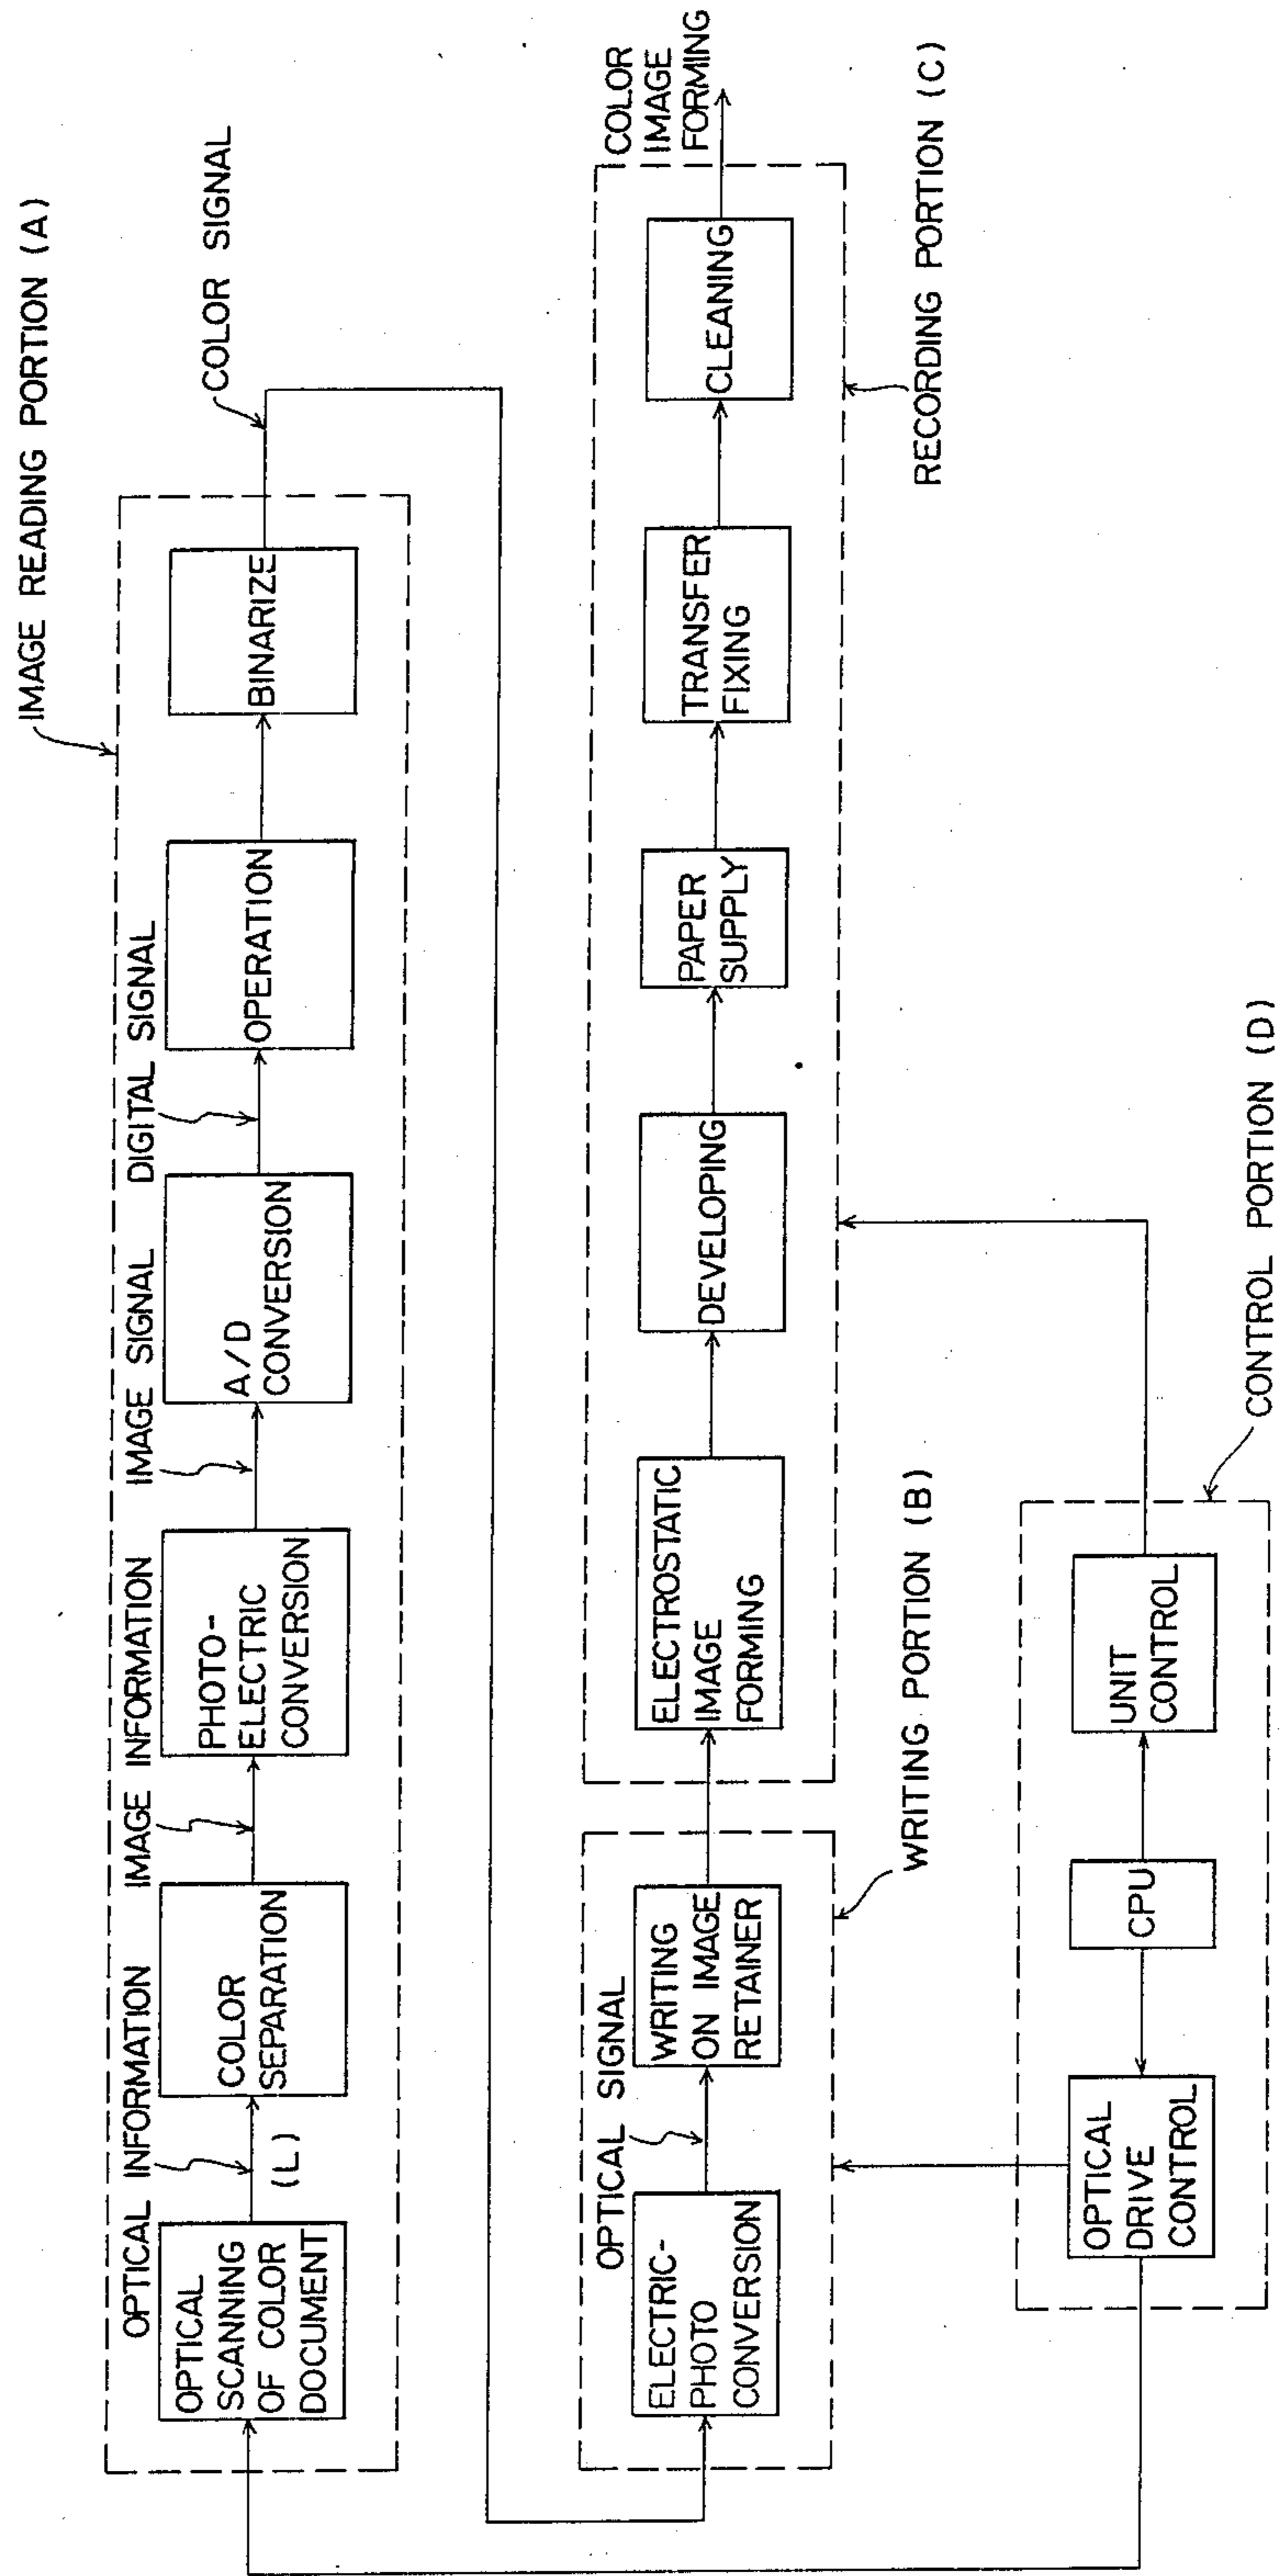 IMAGE READING PORTION (A)
OPTICAL INFORMATION
IMAGE INFORMATION
IMAGE SIGNAL
DIGITAL SIGNAL
COLOR SIGNAL
OPTICAL
SCANNING
OF COLOR
DOCUMENT
(L)
COLOR
SEPARATION
PHOTO-
ELECTRIC
CONVERSION
A/D
CONVERSION
OPERATION
BINARIZE
OPTICAL SIGNAL
ELECTRIC-
PHOTO
CONVERSION
WRITING
ON IMAGE
RETAINER
WRITING PORTION (B)
ELECTROSTATIC
IMAGE
FORMING
DEVELOPING
PAPER
SUPPLY
TRANSFER
FIXING
CLEANING
COLOR
IMAGE
FORMING
RECORDING PORTION (C)
OPTICAL
DRIVE
CONTROL
CPU
UNIT
CONTROL
CONTROL PORTION (D)